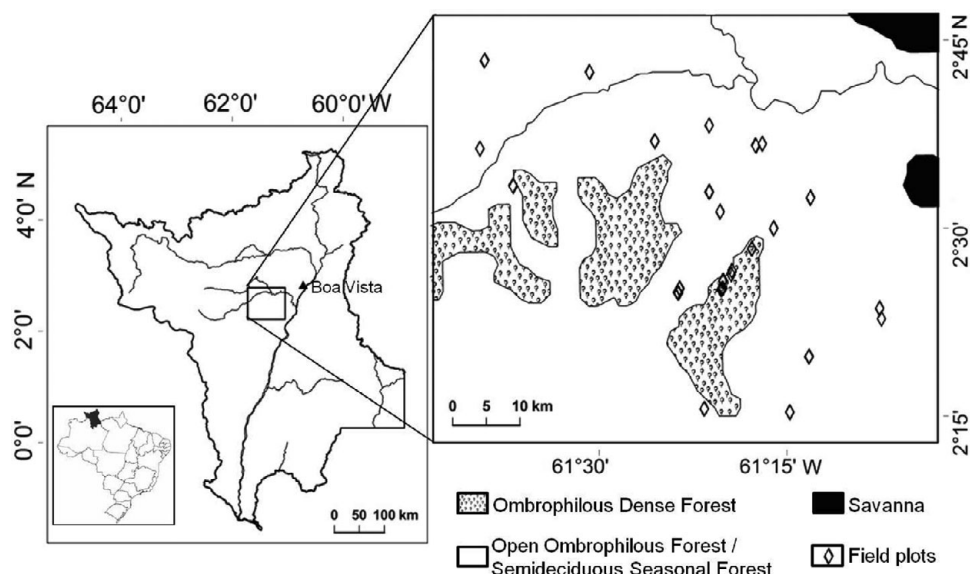 64°0'
62°0'
60°0'W
4°0' N
2°0'
0°0'
Boa Vista
0 50 100 km
2°45' N
2°30'
2°15'
0 5 10 km
61°30'
61°15' W
Ombrophilous Dense Forest
Savanna
Open Ombrophilous Forest /
Semideciduous Seasonal Forest
Field plots